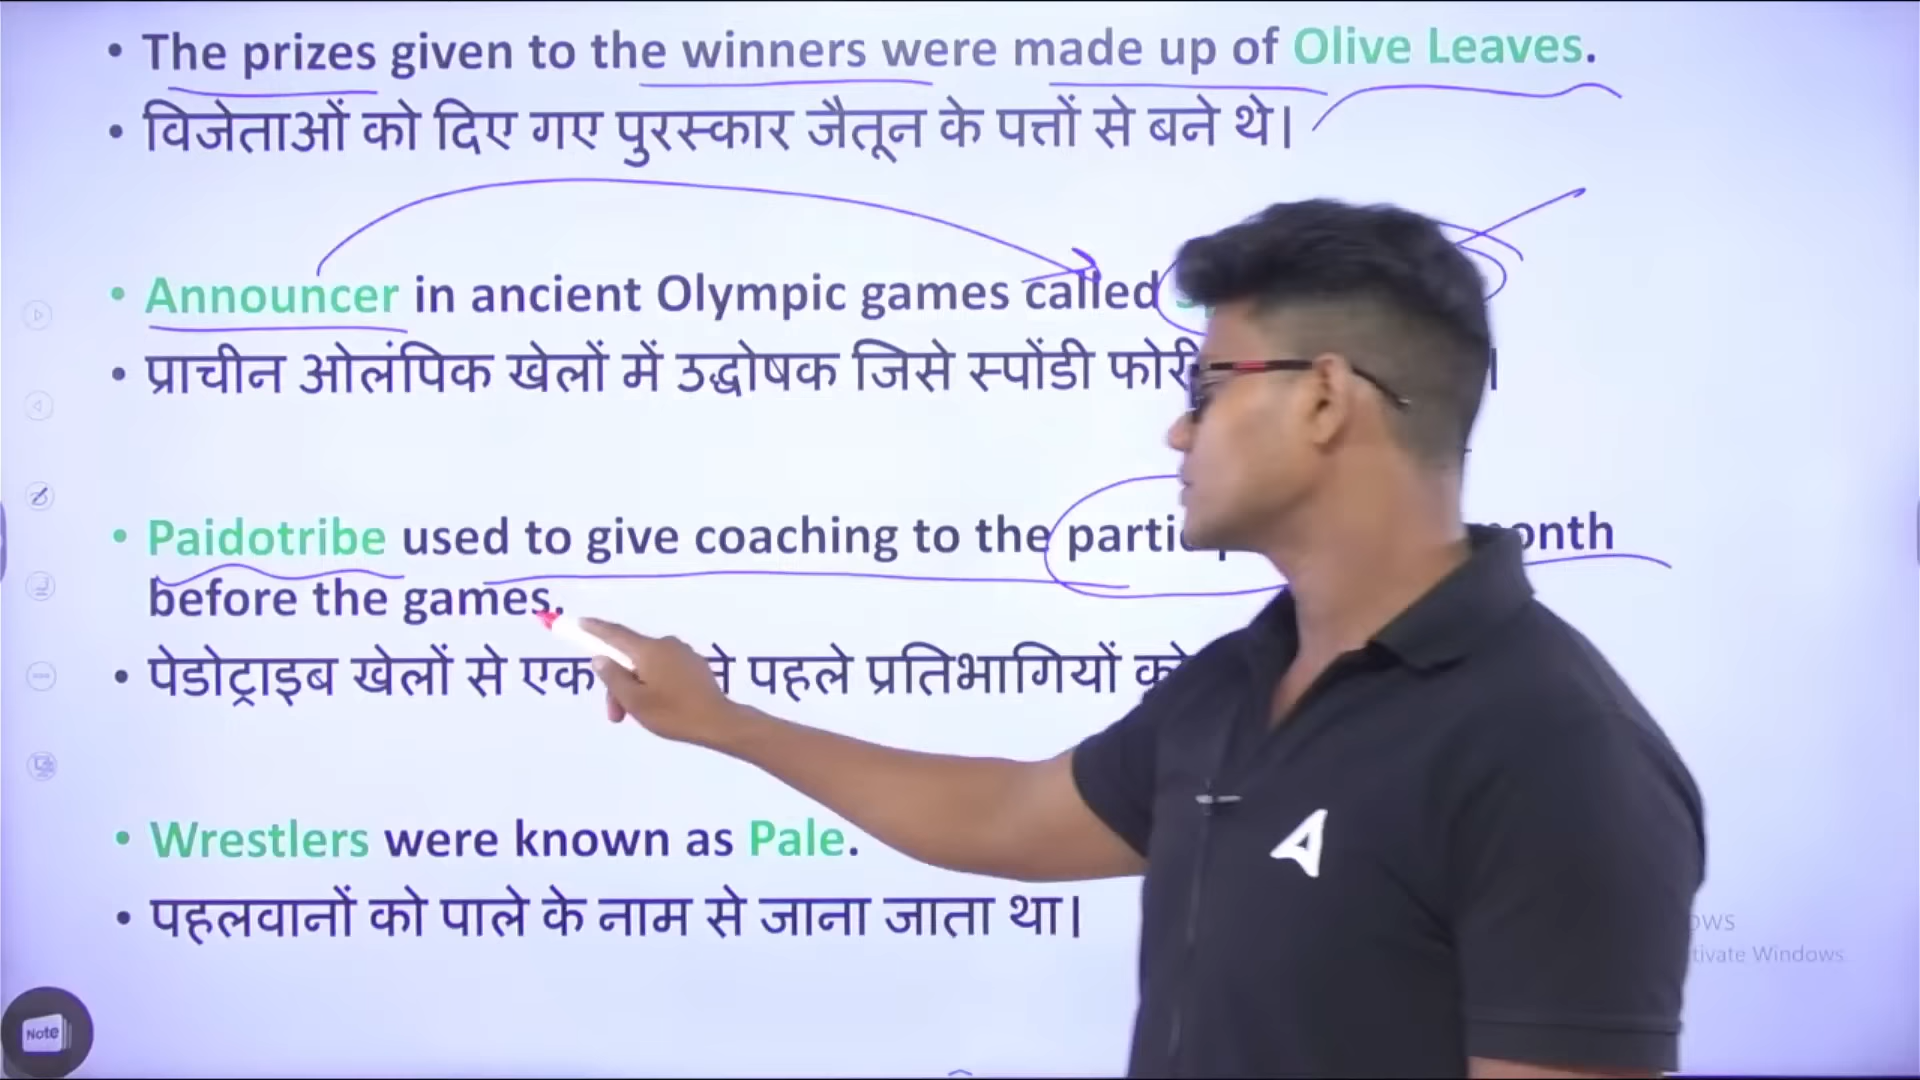 • The prizes given to the winners were made up of Olive Leaves.
• विजेताओं को दिए गए पुरस्कार जैतून के पत्तों से बने थे।
• Announcer in ancient Olympic games called
• प्राचीन ओलंपिक खेलों में उद्घोषक जिसे स्पोंडी
• Paidotribe used to give coaching to the
before the games.
• पेडोट्राइब खेलों से एक पहले प्रतिभागियों
• Wrestlers were known as Pale.
• पहलवानों को पाले के नाम से जाना जाता था।
Windows
Note